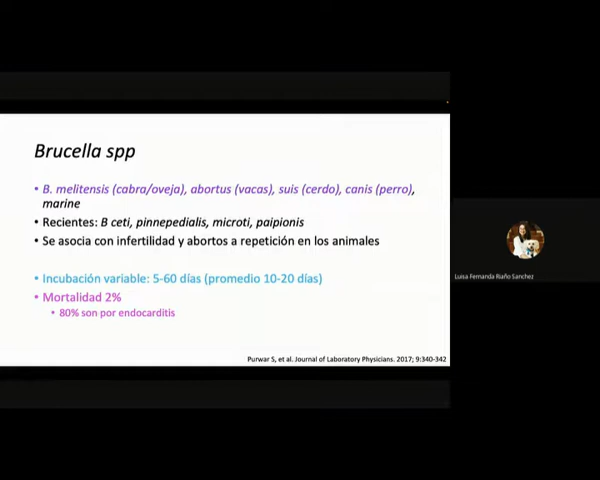 Brucella spp
• B. melitensis (cabra/oveja), abortus (vacas), suis (cerdo), canis (perro),
marine
• Recientes: B ceti, pinnepedialis, microti, paipionis
• Se asocia con infertilidad y abortos a repetición en los animales
• Incubación variable: 5-60 días (promedio 10-20 días)
• Mortalidad 2%
• 80% son por endocarditis
Purwar S, et al. Journal of Laboratory Physicians. 2017; 9:340-342
Luisa Fernanda Riaño Sanchez